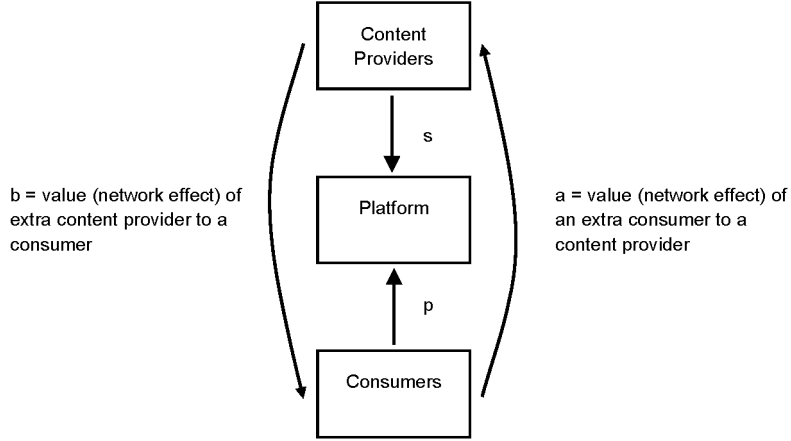 Content
Providers
s
b = value (network effect) of
extra content provider to a
consumer
Platform
a = value (network effect) of
an extra consumer to a
content provider
p
Consumers